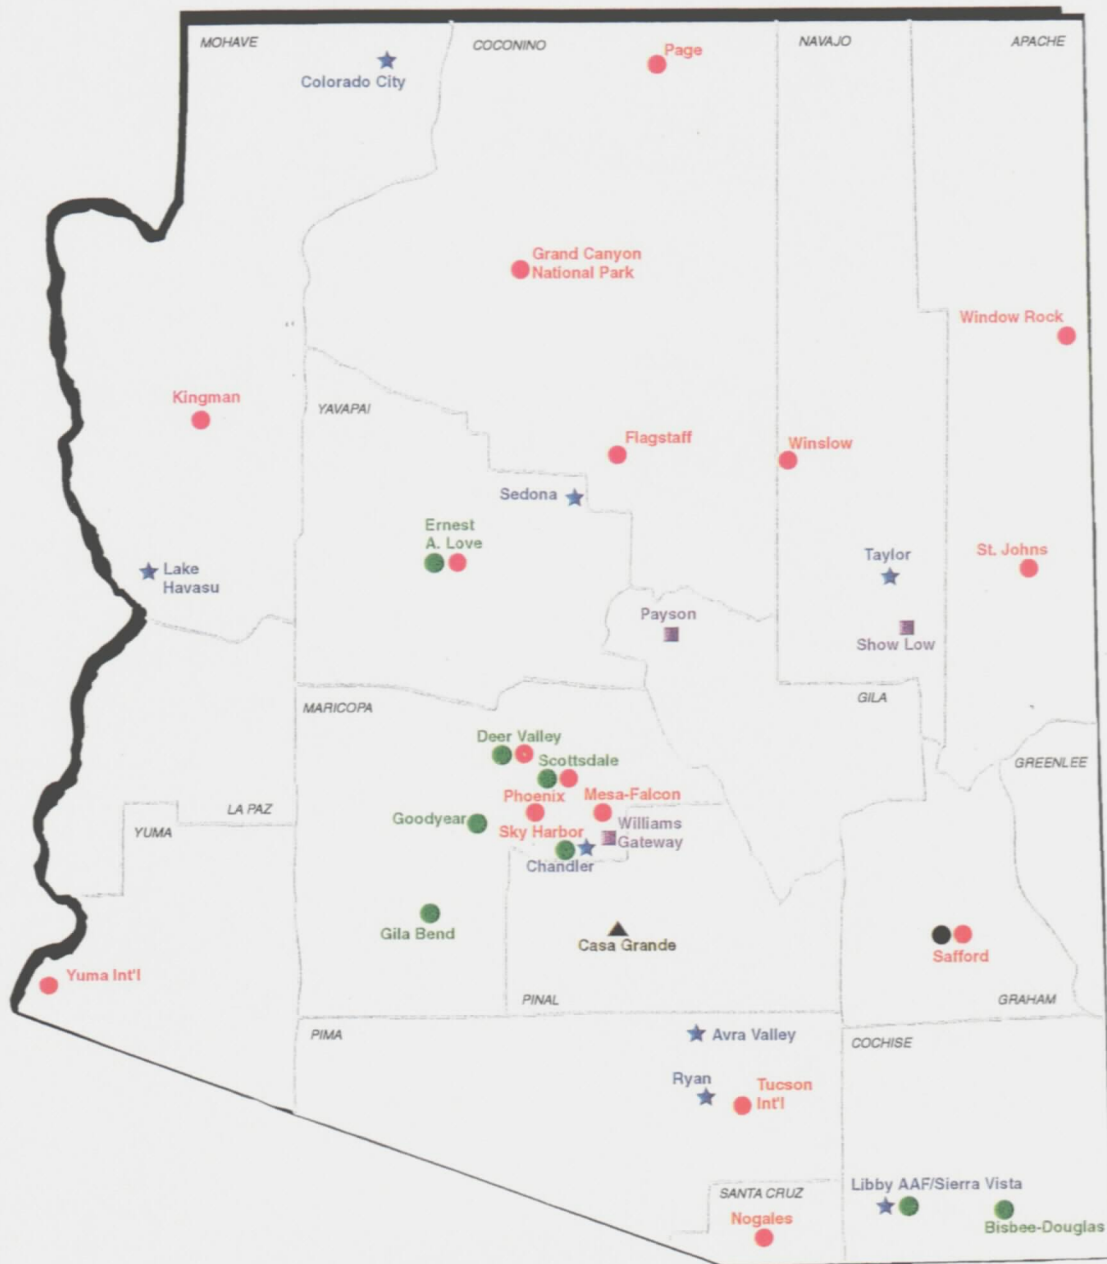 MOHAVE
COCONINO
NAVAJO
APACHE
Page
Colorado City
Grand Canyon
National Park
Window Rock
Kingman
YAVAPAI
Flagstaff
Winslow
Sedona
Ernest
A. Love
Taylor
St. Johns
Lake
Havasu
Payson
Show Low
GILA
MARICOPA
Deer Valley
Scottsdale
GREENLEE
Phoenix
Sky Harbor
Mesa-Falcon
LA PAZ
Goodyear
Williams
Gateway
YUMA
Chandler
Gila Bend
Casa Grande
Safford
Yuma Int'l
PINAL
GRAHAM
PIMA
Avra Valley
COCHISE
Ryan
Tucson
Int'l
Libby AAF/Sierra Vista
SANTA CRUZ
Nogales
Bisbee-Douglas